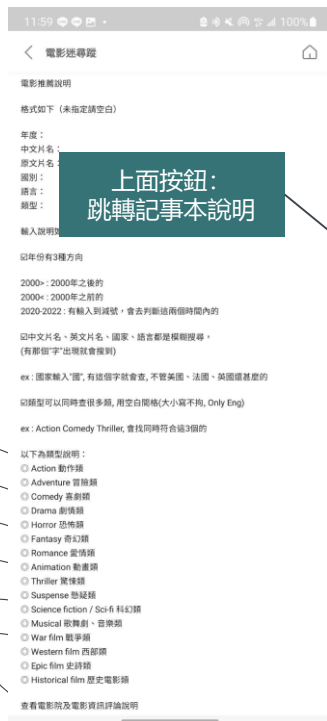 11:59
100%
電影迷尋蹤
電影推薦說明
格式如下（未指定請空白）
年度：
中文片名：
原文片名：
國別：
語言：
類型：
上面按鈕：
跳轉記事本說明
輸入說明如
☑年份有3種方向
2000> : 2000年之後的
2000< : 2000年之前的
2020-2022 : 有輸入到減號，會去判斷這兩個時間內的
☑中文片名、英文片名、國家、語言都是模糊搜尋。
(有那個"字"出現就會搜到)
ex : 國家輸入"國", 有這個字就會查, 不管美國、法國、英國還甚麼的
☑類型可以同時查很多類, 用空白間格(大小寫不拘, Only Eng)
ex : Action Comedy Thriller, 會找同時符合這3個的
以下為類型說明：
◎ Action 動作類
◎ Adventure 冒險類
◎ Comedy 喜劇類
◎ Drama 劇情類
◎ Horror 恐怖類
◎ Fantasy 奇幻類
◎ Romance 愛情類
◎ Animation 動畫類
◎ Thriller 驚悚類
◎ Suspense 懸疑類
◎ Science fiction / Sci-fi 科幻類
◎ Musical 歌舞劇、音樂類
◎ War film 戰爭類
◎ Western film 西部類
◎ Epic film 史詩類
◎ Historical film 歷史電影類
查看電影院及電影資訊評論說明